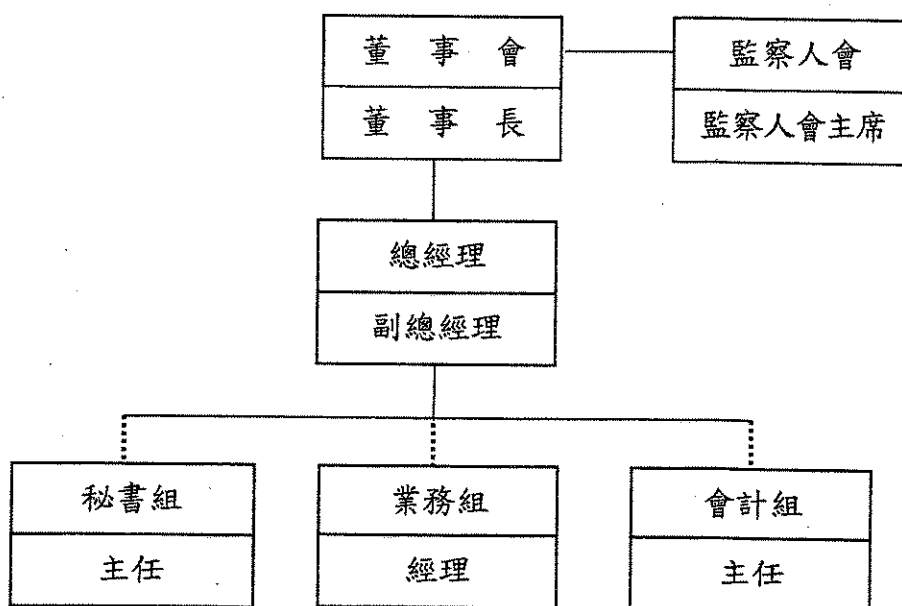 董事會
監察人會
董事長
監察人會主席
總經理
副總經理
秘書組
業務組
會計組
主任
經理
主任